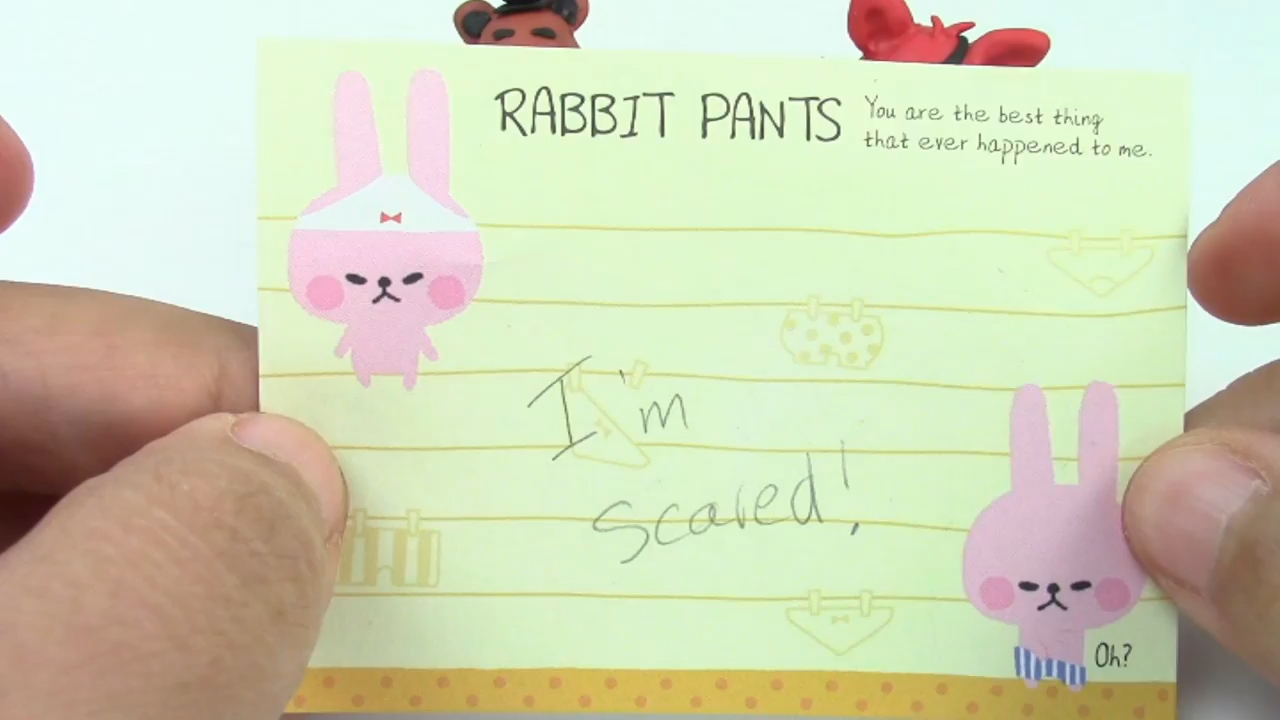 RABBIT PANTS
You are the best thing
that ever happened to me.
I'm
scared!
Oh?